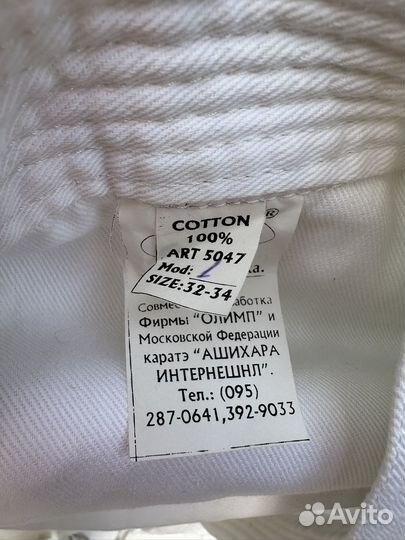 ®
COTTON
100%
ART 5047
Mod:
SIZE:32-34
Фирмы "ОЛИМП" и
Московской Федерации
каратэ "АШИХАРА
ИНТЕРНЕШНЛ".
Тел.: (095)
287-0641,392-9033
Avito